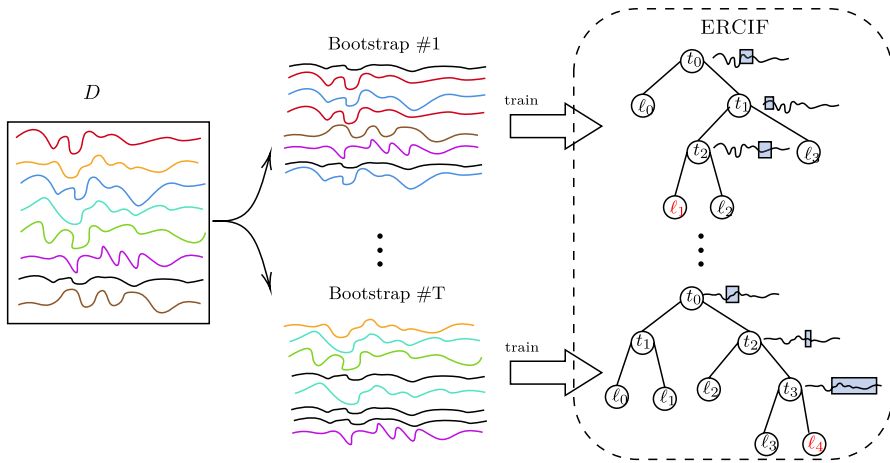 D
Bootstrap #1
train
ERCIF
t₀
ℓ₀
t₁
t₂
ℓ₃
ℓ₁
ℓ₂
Bootstrap #T
train
t₀
t₁
t₂
ℓ₀
ℓ₁
ℓ₂
t₃
ℓ₃
ℓ₄